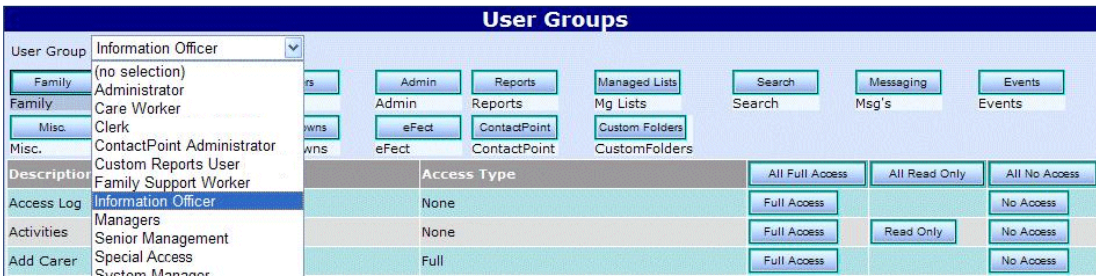 User Groups
User Group Information Officer
(no selection)
Administrator
Care Worker
Clerk
ContactPoint Administrator
Custom Reports User
Family Support Worker
Information Officer
Managers
Senior Management
Special Access
System Manager
Family Admin Reports Managed Lists Search Messaging Events
Family Admin Reports Mg Lists Search Msg's Events
Misc. eFect ContactPoint Custom Folders
Misc. eFect ContactPoint CustomFolders
Description Access Type All Full Access All Read Only All No Access
Access Log None Full Access No Access
Activities None Full Access Read Only No Access
Add Carer Full Full Access No Access